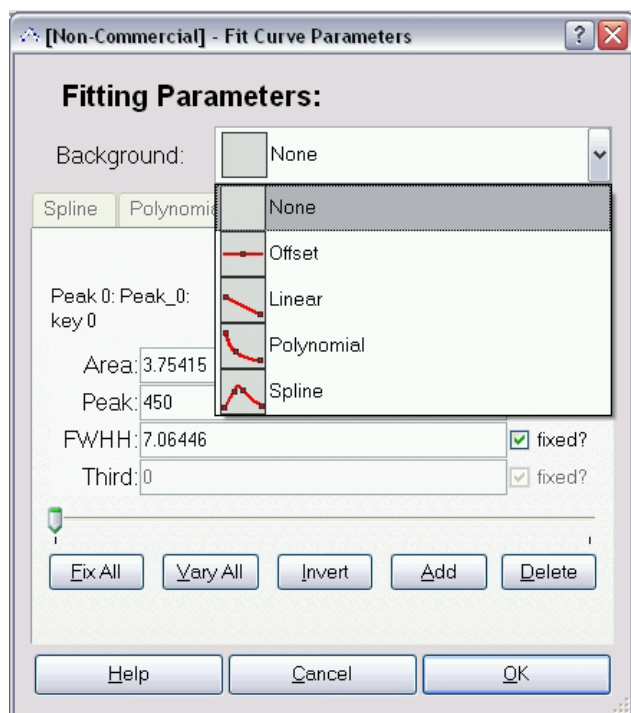 [Non-Commercial] - Fit Curve Parameters
Fitting Parameters:
Background: None
Spline
None
Offset
Linear
Polynomial
Spline
Peak 0: Peak_0:
key 0
Area: 3.75415
Peak: 450
FWHH: 7.06446 fixed?
Third: 0 fixed?
Fix All Vary All Invert Add Delete
Help Cancel OK